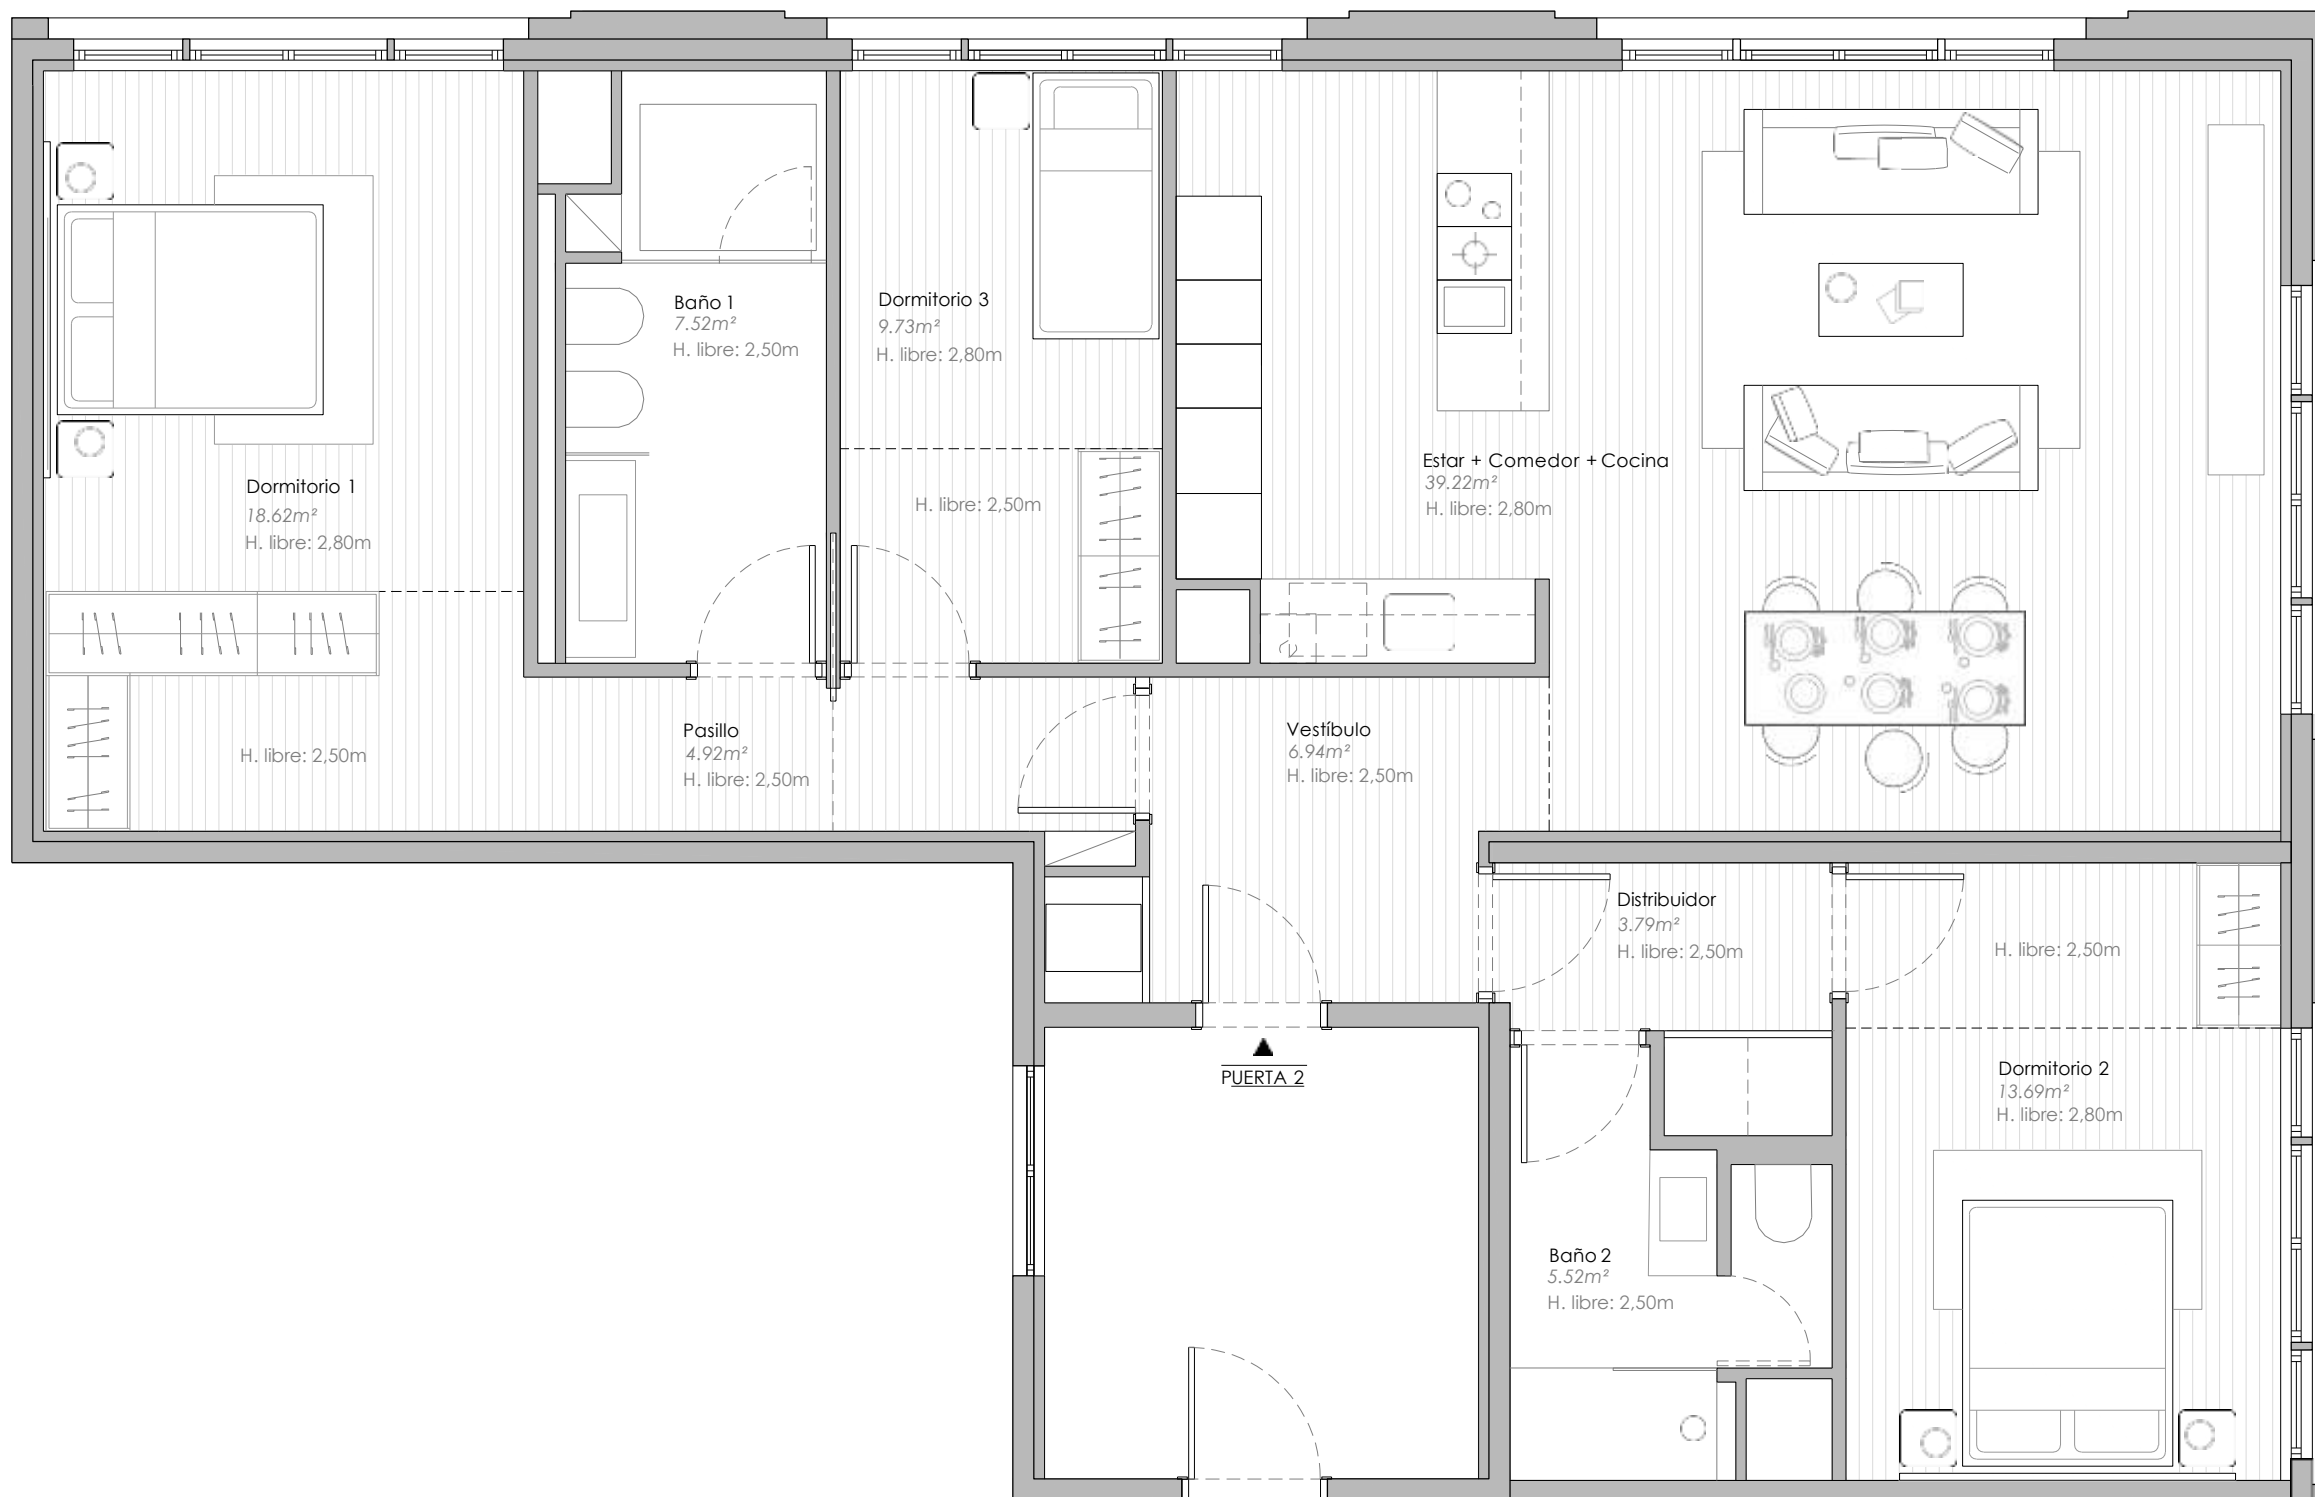 Baño 1
7.52m²
H. libre: 2,50m
Dormitorio 3
9.73m²
H. libre: 2,80m
H. libre: 2,50m
Dormitorio 1
18.62m²
H. libre: 2,80m
H. libre: 2,50m
Estar + Comedor + Cocina
39.22m²
H. libre: 2,80m
Pasillo
4.92m²
H. libre: 2,50m
Vestíbulo
6.94m²
H. libre: 2,50m
Distribuidor
3.79m²
H. libre: 2,50m
H. libre: 2,50m
PUERTA 2
Dormitorio 2
13.69m²
H. libre: 2,80m
Baño 2
5.52m²
H. libre: 2,50m